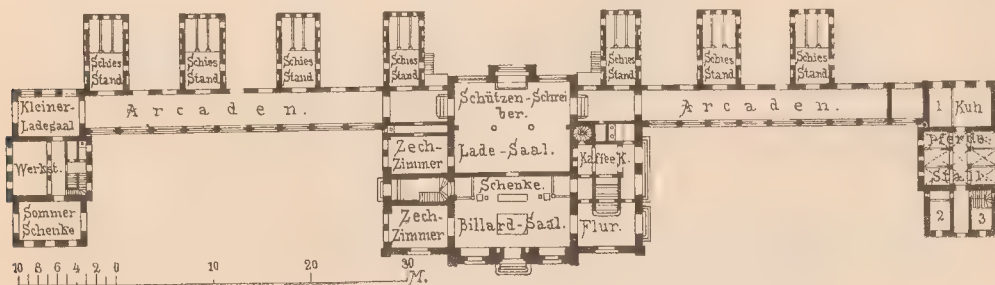 Schies
Stand
Schies
Stand
Schies
Stand
Schies
Stand
Schies
Stand
Schies
Stand
Schies
Stand
Kleiner-
Ladesaal
Arcaden.
Schützen-Schrei
ber.
Arcaden.
1
Kuh
Werkst.
Zech-
Zimmer
Lade-Saal.
Kaffee K.
Pferde-
Stall.
Schenke.
Sommer
Schenke
Zech-
Zimmer
Billard-Saal.
Flur.
2
3
10 8 6 4 2 0 10 20 30
M.